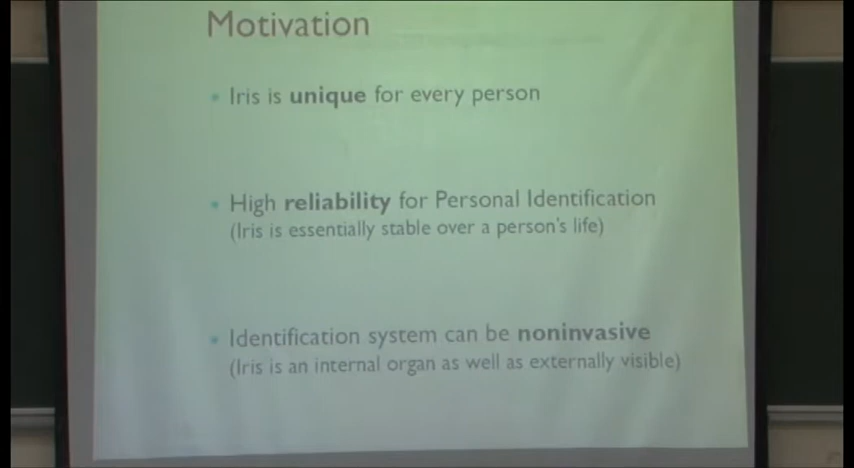 Motivation
• Iris is unique for every person
• High reliability for Personal Identification
(Iris is essentially stable over a person's life)
• Identification system can be noninvasive
(Iris is an internal organ as well as externally visible)